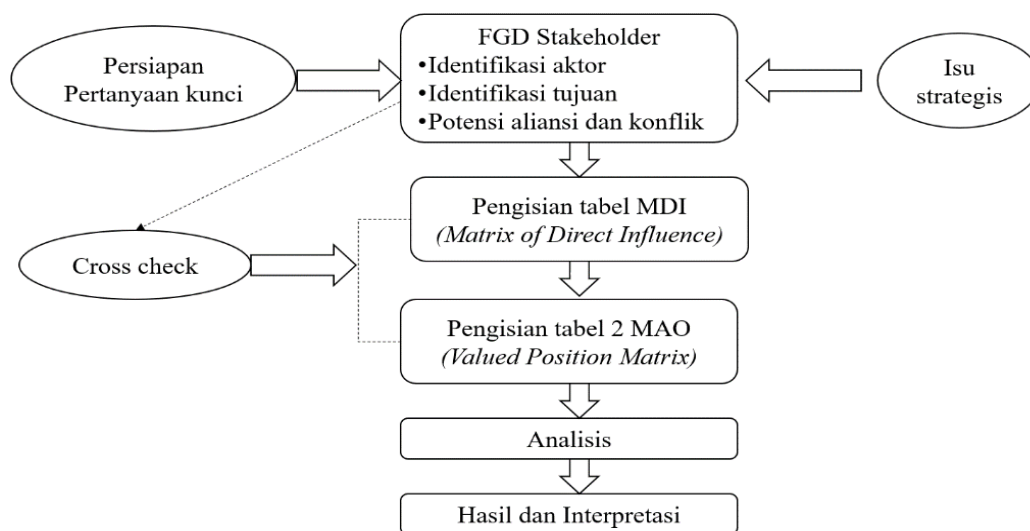 Persiapan
Pertanyaan kunci
FGD Stakeholder
•Identifikasi aktor
•Identifikasi tujuan
•Potensi aliansi dan konflik
Isu
strategis
Pengisian tabel MDI
(Matrix of Direct Influence)
Cross check
Pengisian tabel 2 MAO
(Valued Position Matrix)
Analisis
Hasil dan Interpretasi